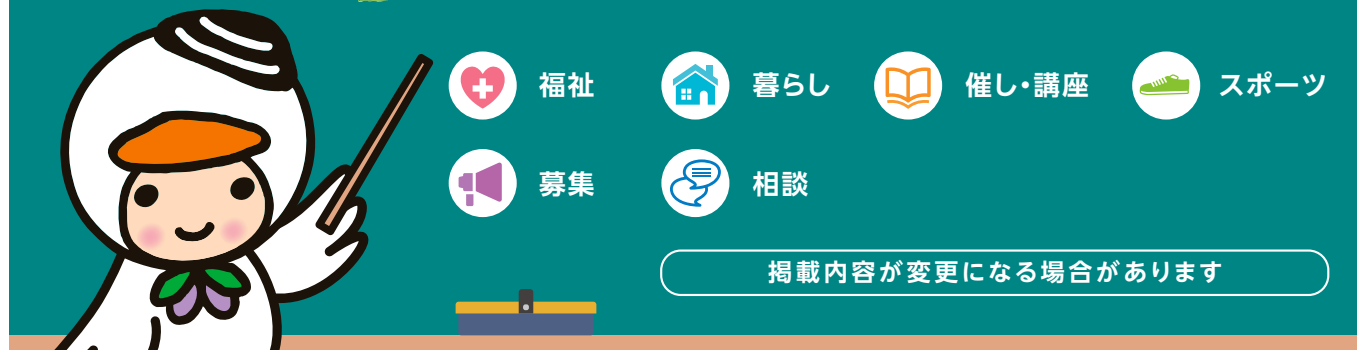 福祉 暮らし 催し・講座 スポーツ
募集 相談
掲載内容が変更になる場合があります